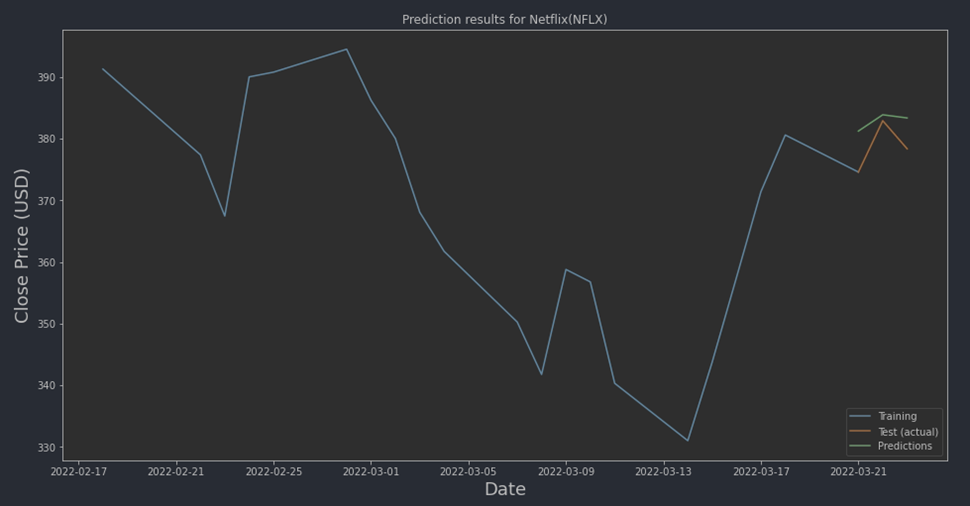 Prediction results for Netflix(NFLX)
Close Price (USD)
390
380
370
360
350
340
330
2022-02-17
2022-02-21
2022-02-25
2022-03-01
2022-03-05
2022-03-09
2022-03-13
2022-03-17
2022-03-21
Date
Training
Test (actual)
Predictions